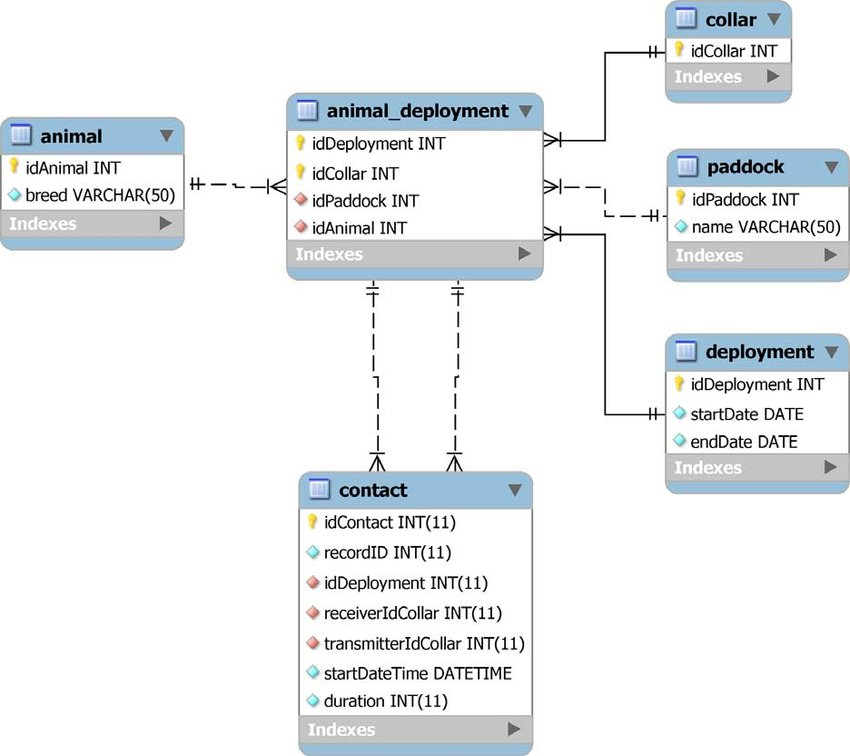 collar
idCollar INT
Indexes
animal_deployment
idDeployment INT
idCollar INT
idPaddock INT
idAnimal INT
Indexes
animal
idAnimal INT
breed VARCHAR(50)
Indexes
paddock
idPaddock INT
name VARCHAR(50)
Indexes
deployment
idDeployment INT
startDate DATE
endDate DATE
Indexes
contact
idContact INT(11)
recordID INT(11)
idDeployment INT(11)
receiverIdCollar INT(11)
transmitterIdCollar INT(11)
startDateTime DATETIME
duration INT(11)
Indexes